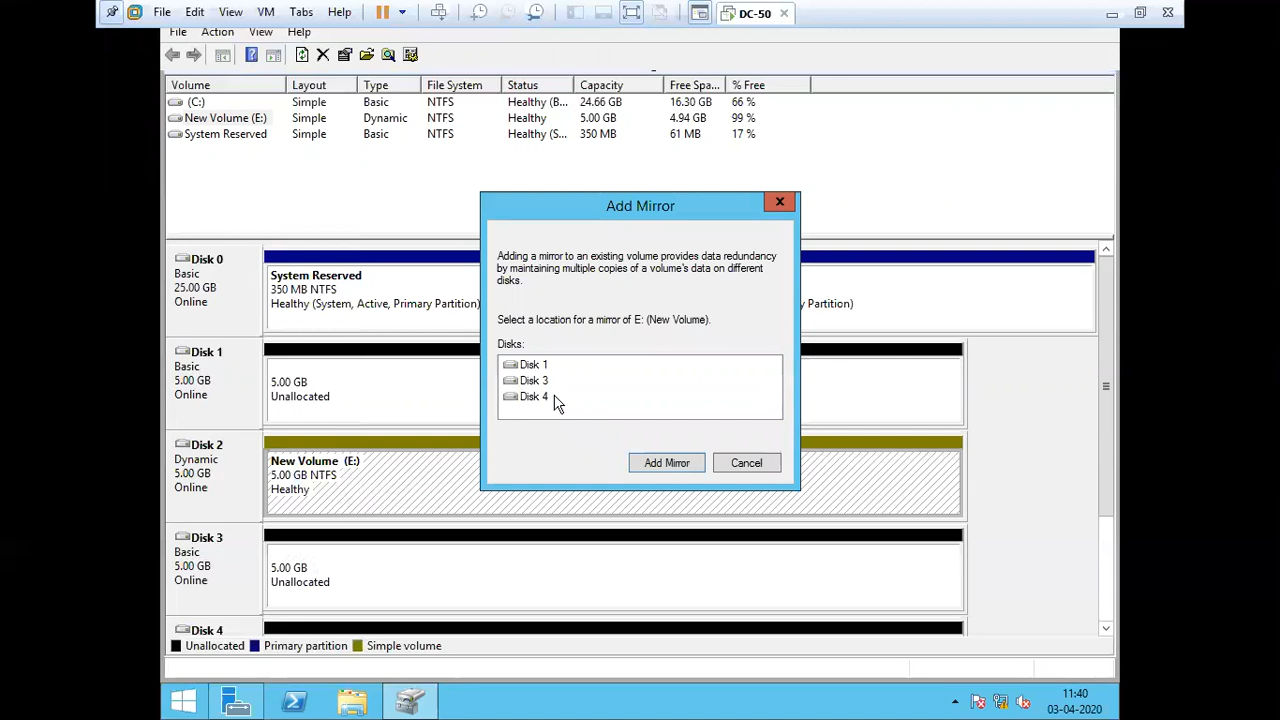 File Edit View VM Tabs Help DC-50
File Action View Help
Volume Layout Type File System Status Capacity Free Spa... % Free
(C:) Simple Basic NTFS Healthy (B... 24.66 GB 16.30 GB 66 %
New Volume (E:) Simple Dynamic NTFS Healthy 5.00 GB 4.94 GB 99 %
System Reserved Simple Basic NTFS Healthy (S... 350 MB 61 MB 17 %
Add Mirror
Adding a mirror to an existing volume provides data redundancy
by maintaining multiple copies of a volume's data on different
disks.
Select a location for a mirror of E: (New Volume).
Disks:
Disk 1
Disk 3
Disk 4
Add Mirror Cancel
Disk 0
Basic
25.00 GB
Online
System Reserved
350 MB NTFS
Healthy (System, Active, Primary Partition)
y Partition)
Disk 1
Basic
5.00 GB
Online
5.00 GB
Unallocated
Disk 2
Dynamic
5.00 GB
Online
New Volume (E:)
5.00 GB NTFS
Healthy
Disk 3
Basic
5.00 GB
Online
5.00 GB
Unallocated
Disk 4
Unallocated Primary partition Simple volume
11:40
03-04-2020